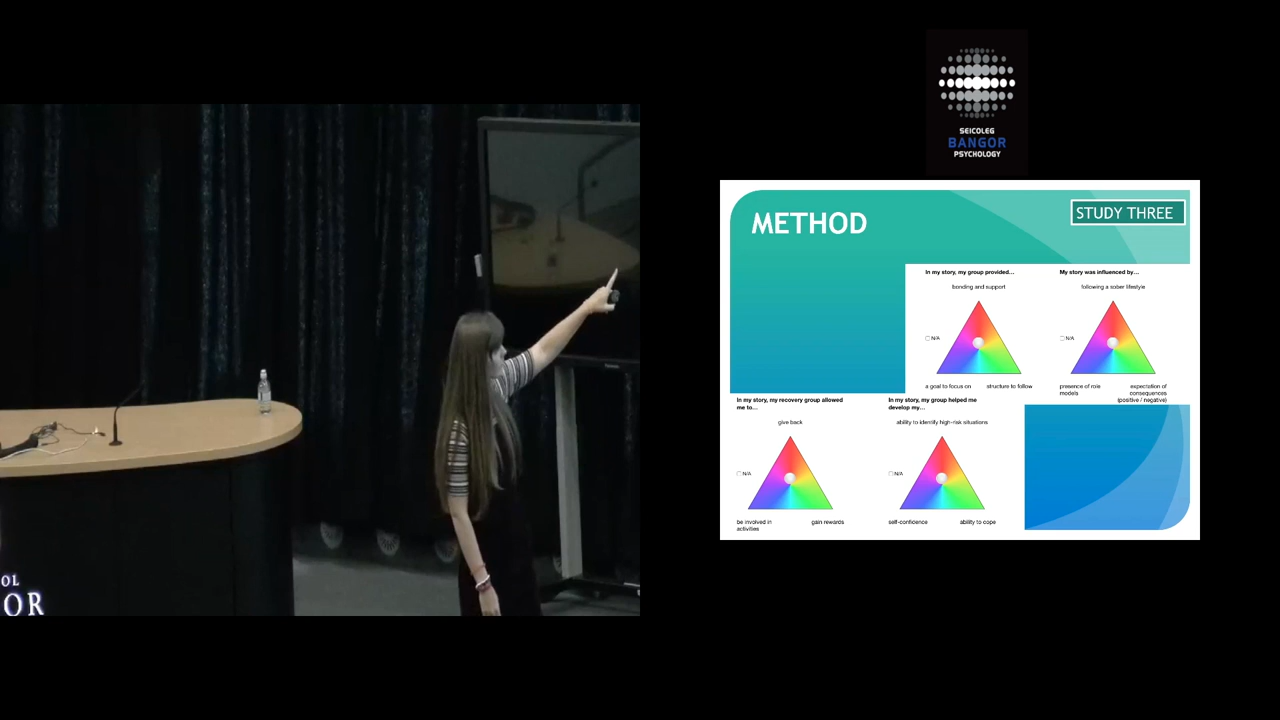 SEICOLEG
BANGOR
PSYCHOLOGY
METHOD
STUDY THREE
In my story, my group provided...
bonding and support
N/A
a goal to focus on
structure to follow
My story was influenced by...
following a sober lifestyle
N/A
presence of role
models
expectation of
consequences
(positive / negative)
In my story, my recovery group allowed
me to...
give back
N/A
be involved in
activities
gain rewards
In my story, my group helped me
develop my...
ability to identify high-risk situations
N/A
self-confidence
ability to cope
OL
OR